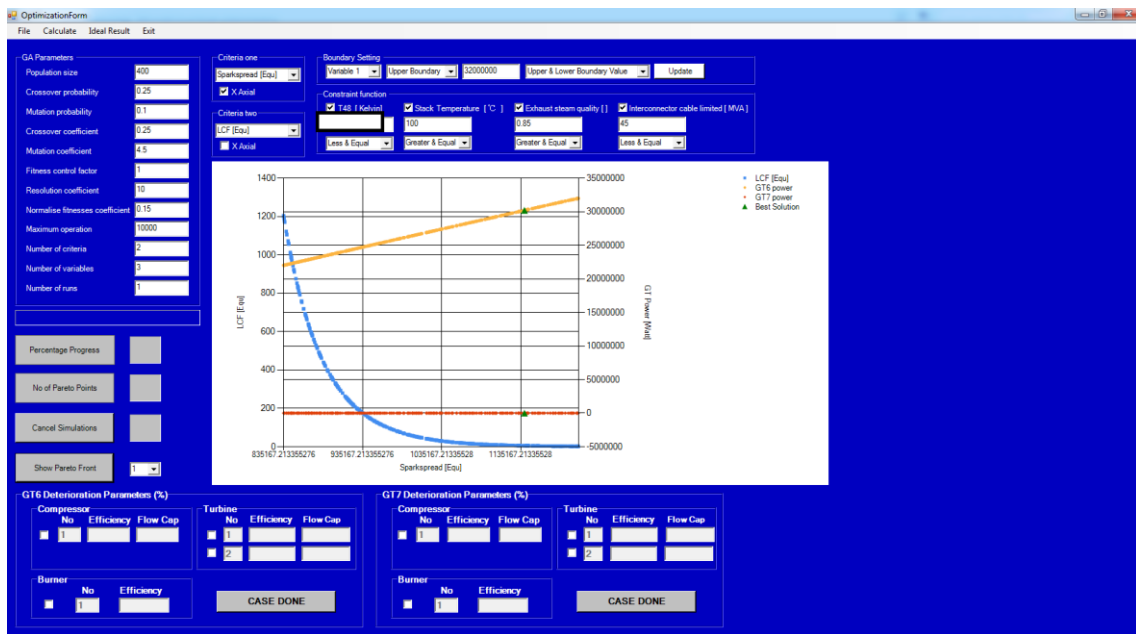 OptimizationForm
File Calculate Ideal Result Exit
GA Parameters
Population size 400
Crossover probability 0.25
Mutation probability 0.1
Crossover coefficient 0.25
Mutation coefficient 4.5
Fitness control factor 1
Resolution coefficient 10
Normalise fitnesses coefficient 0.15
Maximum operation 10000
Number of criteria 2
Number of variables 3
Number of runs 1
Percentage Progress
No of Pareto Points
Cancel Simulations
Show Pareto Front 1
Criteria one
Sparkspread [Equ]
X Axial
Criteria two
LCF [Equ]
X Axial
Boundary Setting
Variable 1 Upper Boundary 32000000 Upper & Lower Boundary Value Update
Constraint function
T48 [ Kelvin] Stack Temperature [ °C ] Exhaust steam quality [ ] Interconnector cable limited [ MVA ]
100 0.85 45
Less & Equal Greater & Equal Greater & Equal Less & Equal
1400
1200
1000
800
600
400
200
0
LCF [Equ]
35000000
30000000
25000000
20000000
15000000
10000000
5000000
0
-5000000
GT Power [Watt]
835167.213355276 935167.213355276 1035167.21335528 1135167.21335528
Sparkspread [Equ]
LCF [Equ]
GT6 power
GT7 power
Best Solution
GT6 Deterioration Parameters (%)
Compressor
No Efficiency Flow Cap
1
Turbine
No Efficiency Flow Cap
1
2
Burner
No Efficiency
1
CASE DONE
GT7 Deterioration Parameters (%)
Compressor
No Efficiency Flow Cap
1
Turbine
No Efficiency Flow Cap
1
2
Burner
No Efficiency
1
CASE DONE